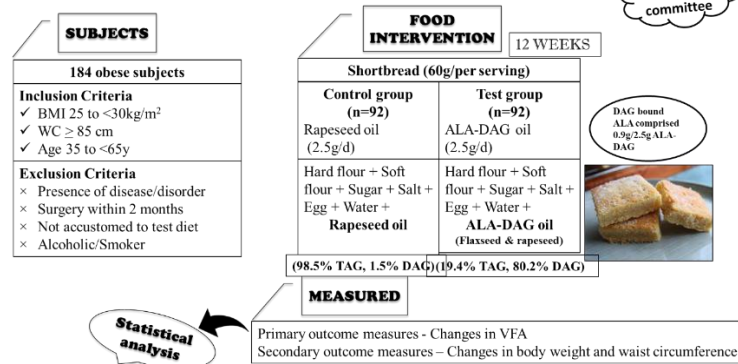 committee
SUBJECTS
184 obese subjects
Inclusion Criteria
✓ BMI 25 to <30kg/m²
✓ WC ≥ 85 cm
✓ Age 35 to <65y
Exclusion Criteria
× Presence of disease/disorder
× Surgery within 2 months
× Not accustomed to test diet
× Alcoholic/Smoker
FOOD
INTERVENTION
12 WEEKS
Shortbread (60g/per serving)
Control group
(n=92)
Rapeseed oil
(2.5g/d)
Test group
(n=92)
ALA-DAG oil
(2.5g/d)
Hard flour + Soft
flour + Sugar + Salt +
Egg + Water +
Rapeseed oil
Hard flour + Soft
flour + Sugar + Salt +
Egg + Water +
ALA-DAG oil
(Flaxseed & rapeseed)
(98.5% TAG, 1.5% DAG)
(19.4% TAG, 80.2% DAG)
DAG bound
ALA comprised
0.9g/2.5g ALA-
DAG
MEASURED
Statistical
analysis
Primary outcome measures - Changes in VFA
Secondary outcome measures – Changes in body weight and waist circumference